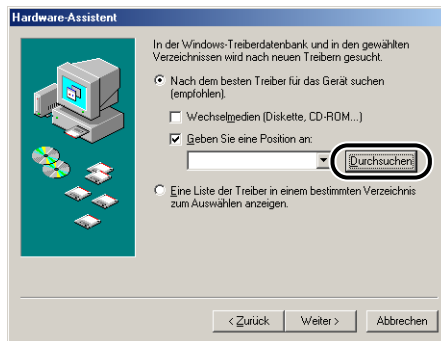 Hardware-Assistent
In der Windows-Treiberdatenbank und in den gewählten
Verzeichnissen wird nach neuen Treibern gesucht.
Nach dem besten Treiber für das Gerät suchen
(empfohlen).
Wechselmedien (Diskette, CD-ROM...)
Geben Sie eine Position an:
Durchsuchen
Eine Liste der Treiber in einem bestimmten Verzeichnis
zum Auswählen anzeigen.
< Zurück Weiter > Abbrechen